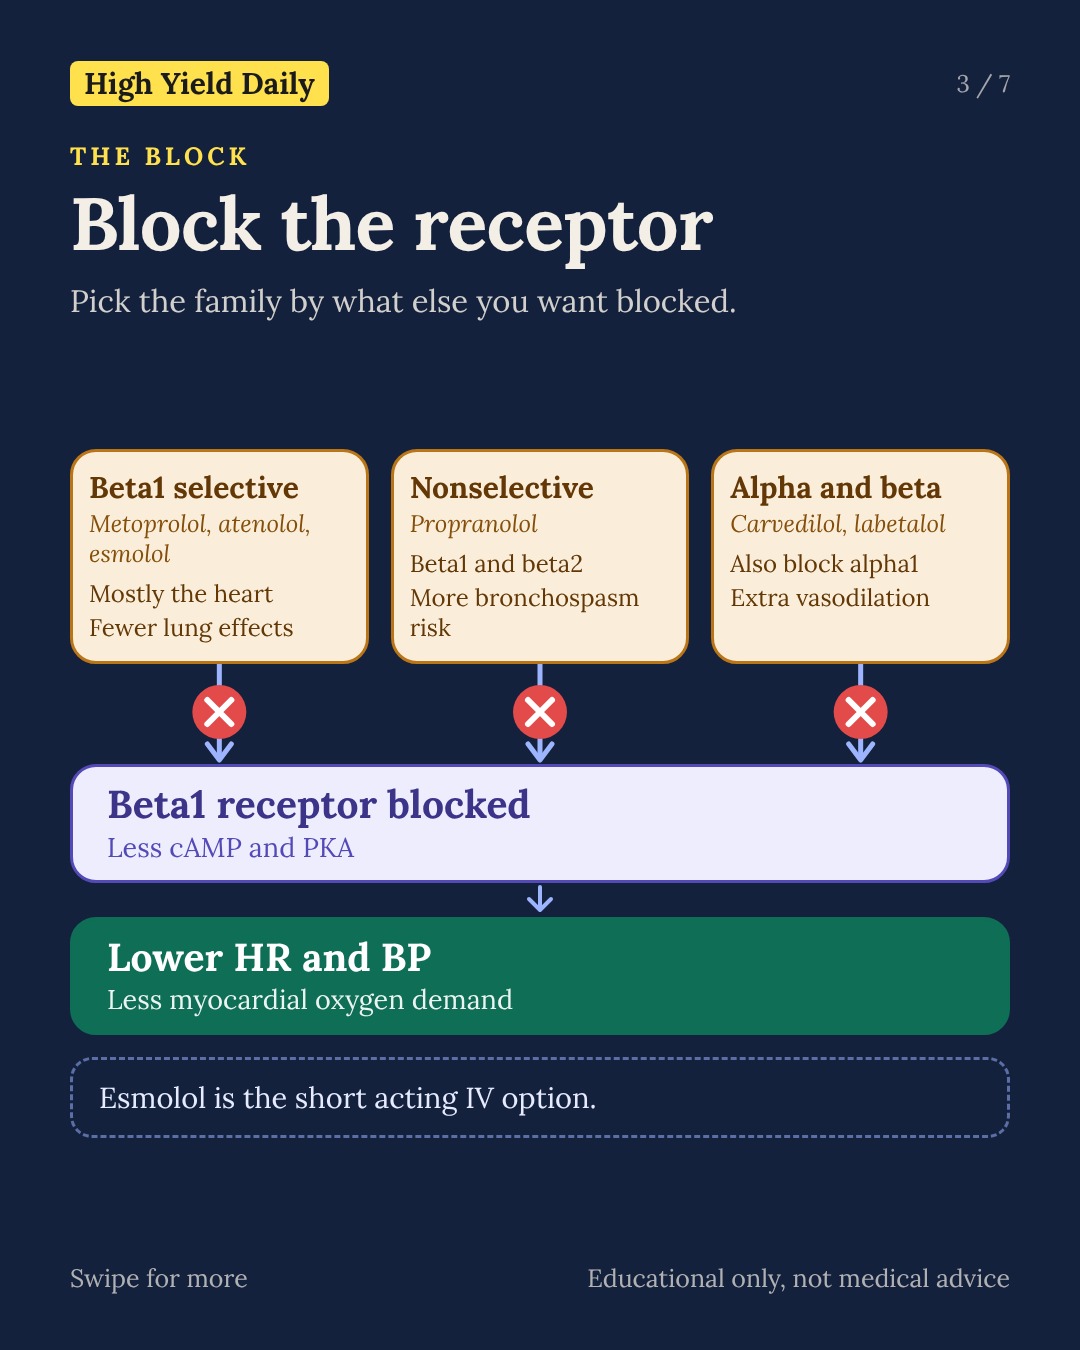 High Yield Daily
3 / 7
THE BLOCK
Block the receptor
Pick the family by what else you want blocked.
Beta1 selective
Metoprolol, atenolol,
esmolol
Mostly the heart
Fewer lung effects
Nonselective
Propranolol
Beta1 and beta2
More bronchospasm
risk
Alpha and beta
Carvedilol, labetalol
Also block alpha1
Extra vasodilation
Beta1 receptor blocked
Less cAMP and PKA
Lower HR and BP
Less myocardial oxygen demand
Esmolol is the short acting IV option.
Swipe for more
Educational only, not medical advice